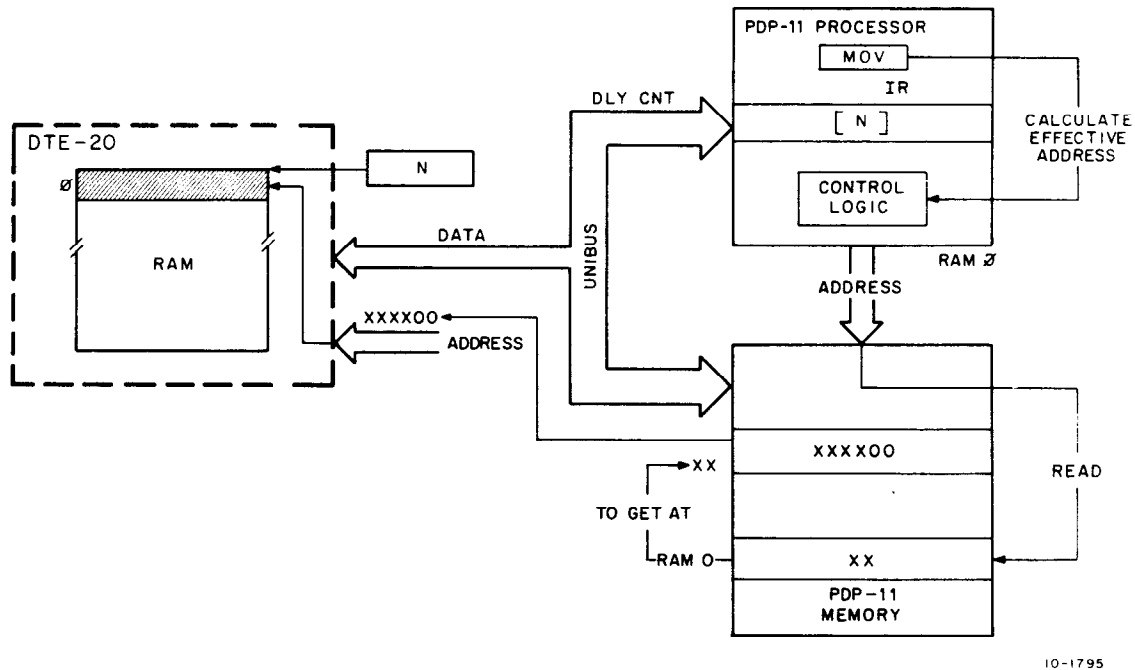 PDP-11 PROCESSOR
MOV
IR
DLY CNT
[ N ]
CALCULATE
EFFECTIVE
ADDRESS
CONTROL
LOGIC
RAM Ø
DTE-20
N
Ø
RAM
DATA
UNIBUS
XXXX00
ADDRESS
ADDRESS
XXXX00
XX
READ
TO GET AT
RAM 0
XX
PDP-11
MEMORY
10-1795